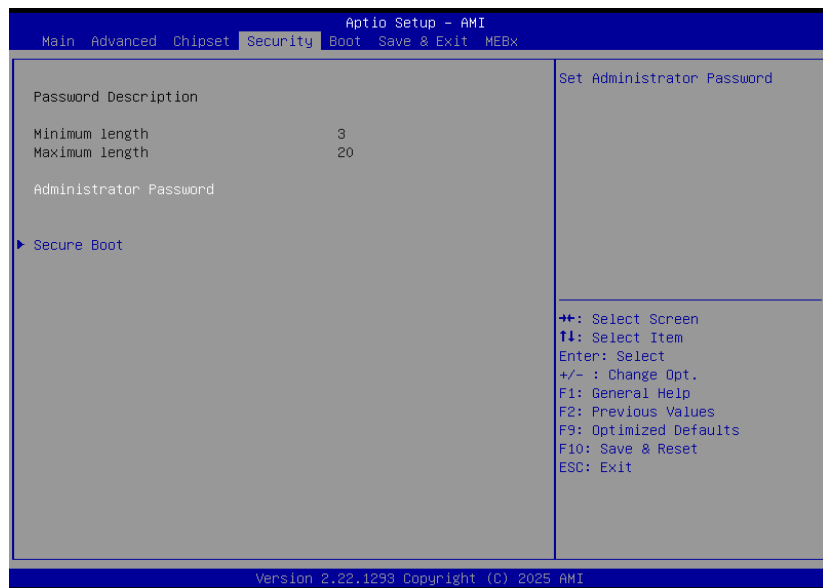 Aptio Setup – AMI
Main Advanced Chipset Security Boot Save & Exit MEBx
Password Description
Minimum length 3
Maximum length 20
Administrator Password
▶ Secure Boot
Set Administrator Password
→←: Select Screen
↑↓: Select Item
Enter: Select
+/- : Change Opt.
F1: General Help
F2: Previous Values
F9: Optimized Defaults
F10: Save & Reset
ESC: Exit
Version 2.22.1293 Copyright (C) 2025 AMI